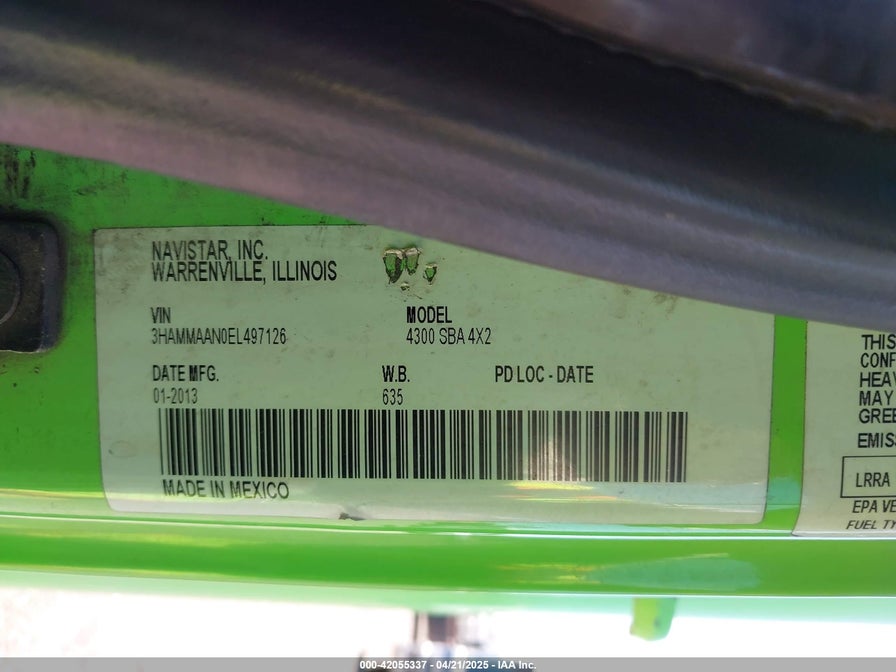 NAVISTAR, INC.
WARRENVILLE, ILLINOIS
VIN
3HAMMAAN0EL497126
MODEL
4300 SBA 4X2
DATE MFG.
01-2013
W.B.
635
PD LOC - DATE
MADE IN MEXICO
THIS
CONF
HEAV
MAY
GREE
EMIS
LRRA
EPA VE
FUEL TY
000-42055337 - 04/21/2025 - IAA Inc.